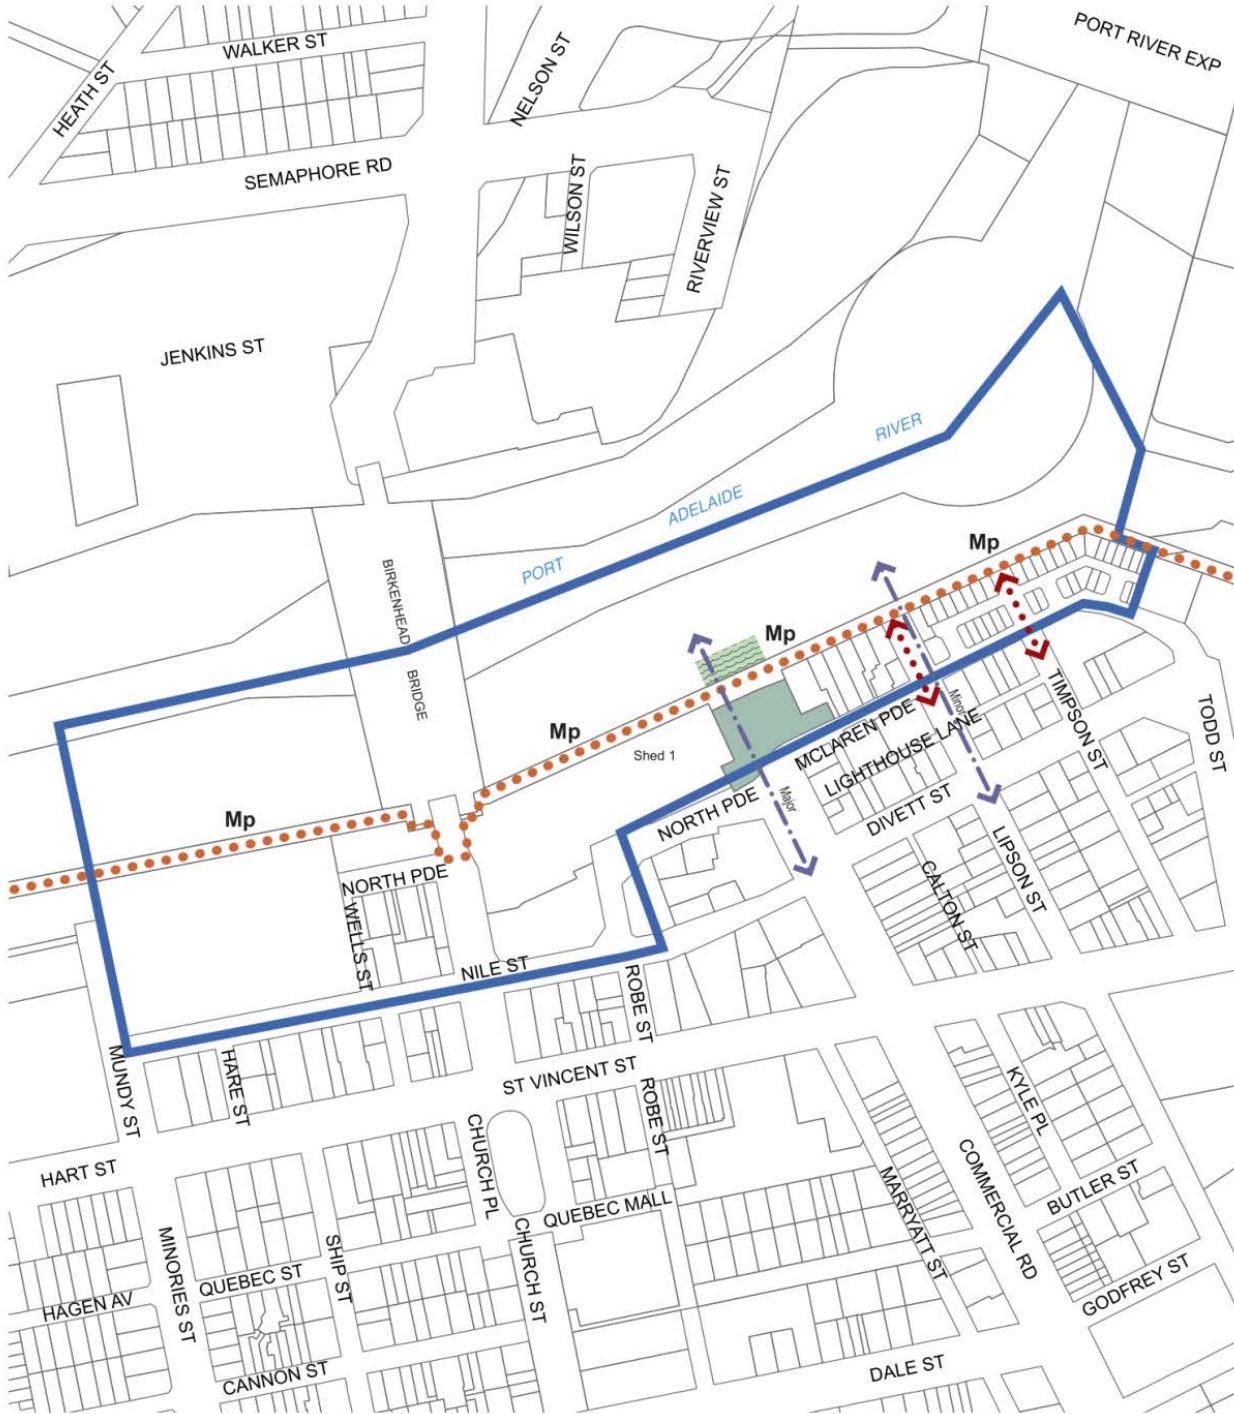 WALKER ST
PORT RIVER EXP
HEATH ST
NELSON ST
SEMAPHORE RD
WILSON ST
RIVERVIEW ST
JENKINS ST
RIVER
ADELAIDE
PORT
BIRKENHEAD
BRIDGE
Mp
Mp
Mp
Mp
Shed 1
Minor
Major
MCLAREN PDE
LIGHTHOUSE LANE
TIMPSON ST
TODD ST
NORTH PDE
DIVETT ST
NORTH PDE
WELLS ST
CALTON ST
LIPSON ST
NILE ST
ROBE ST
MUNDY ST
HARE ST
ST VINCENT ST
ROBE ST
KYLE PL
HART ST
CHURCH PL
COMMERCIAL RD
BUTLER ST
MARRYATT ST
QUEBEC MALL
MINORIES ST
SHIP ST
CHURCH ST
QUEBEC ST
GODFREY ST
HAGEN AV
CANNON ST
DALE ST